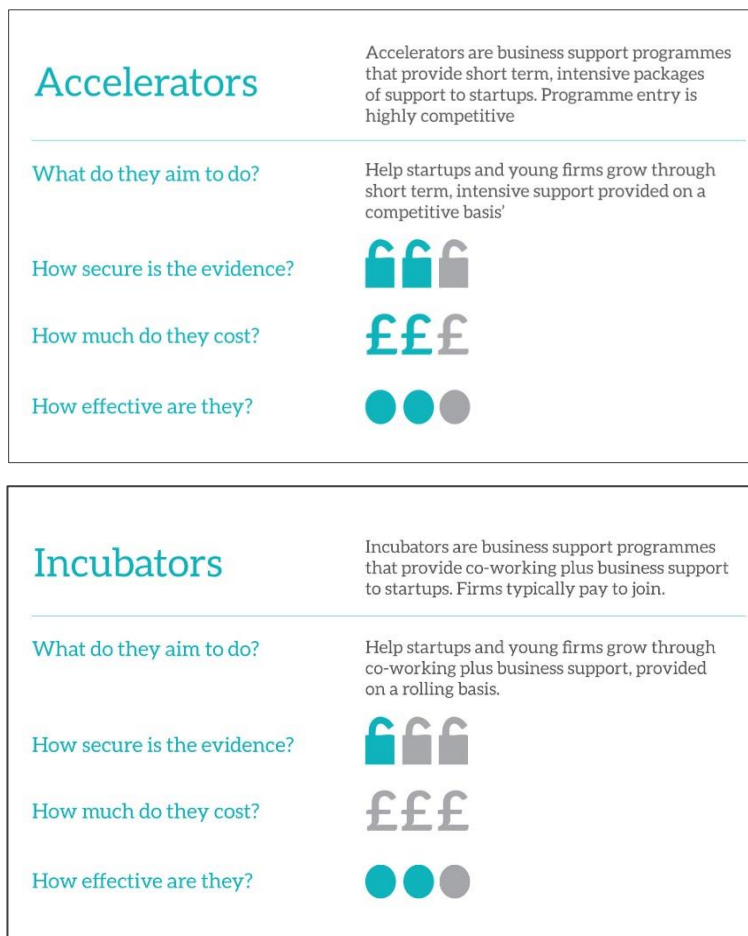 Accelerators
Accelerators are business support programmes
that provide short term, intensive packages
of support to startups. Programme entry is
highly competitive
What do they aim to do?
Help startups and young firms grow through
short term, intensive support provided on a
competitive basis’
How secure is the evidence?
How much do they cost?
£££
How effective are they?
Incubators
Incubators are business support programmes
that provide co-working plus business support
to startups. Firms typically pay to join.
What do they aim to do?
Help startups and young firms grow through
co-working plus business support, provided
on a rolling basis.
How secure is the evidence?
How much do they cost?
£££
How effective are they?